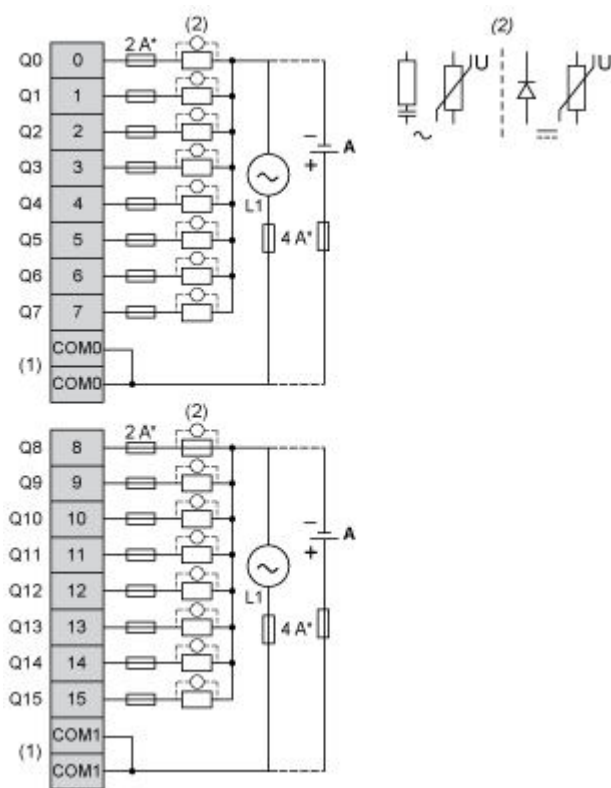 (2)
(2)
2 A*
Q0 0
Q1 1
Q2 2
Q3 3
Q4 4
Q5 5
Q6 6
Q7 7
(1)
COM0
COM0
L1
4 A*
− A
+
U
U
~
(2)
2 A*
Q8 8
Q9 9
Q10 10
Q11 11
Q12 12
Q13 13
Q14 14
Q15 15
(1)
COM1
COM1
L1
4 A*
− A
+